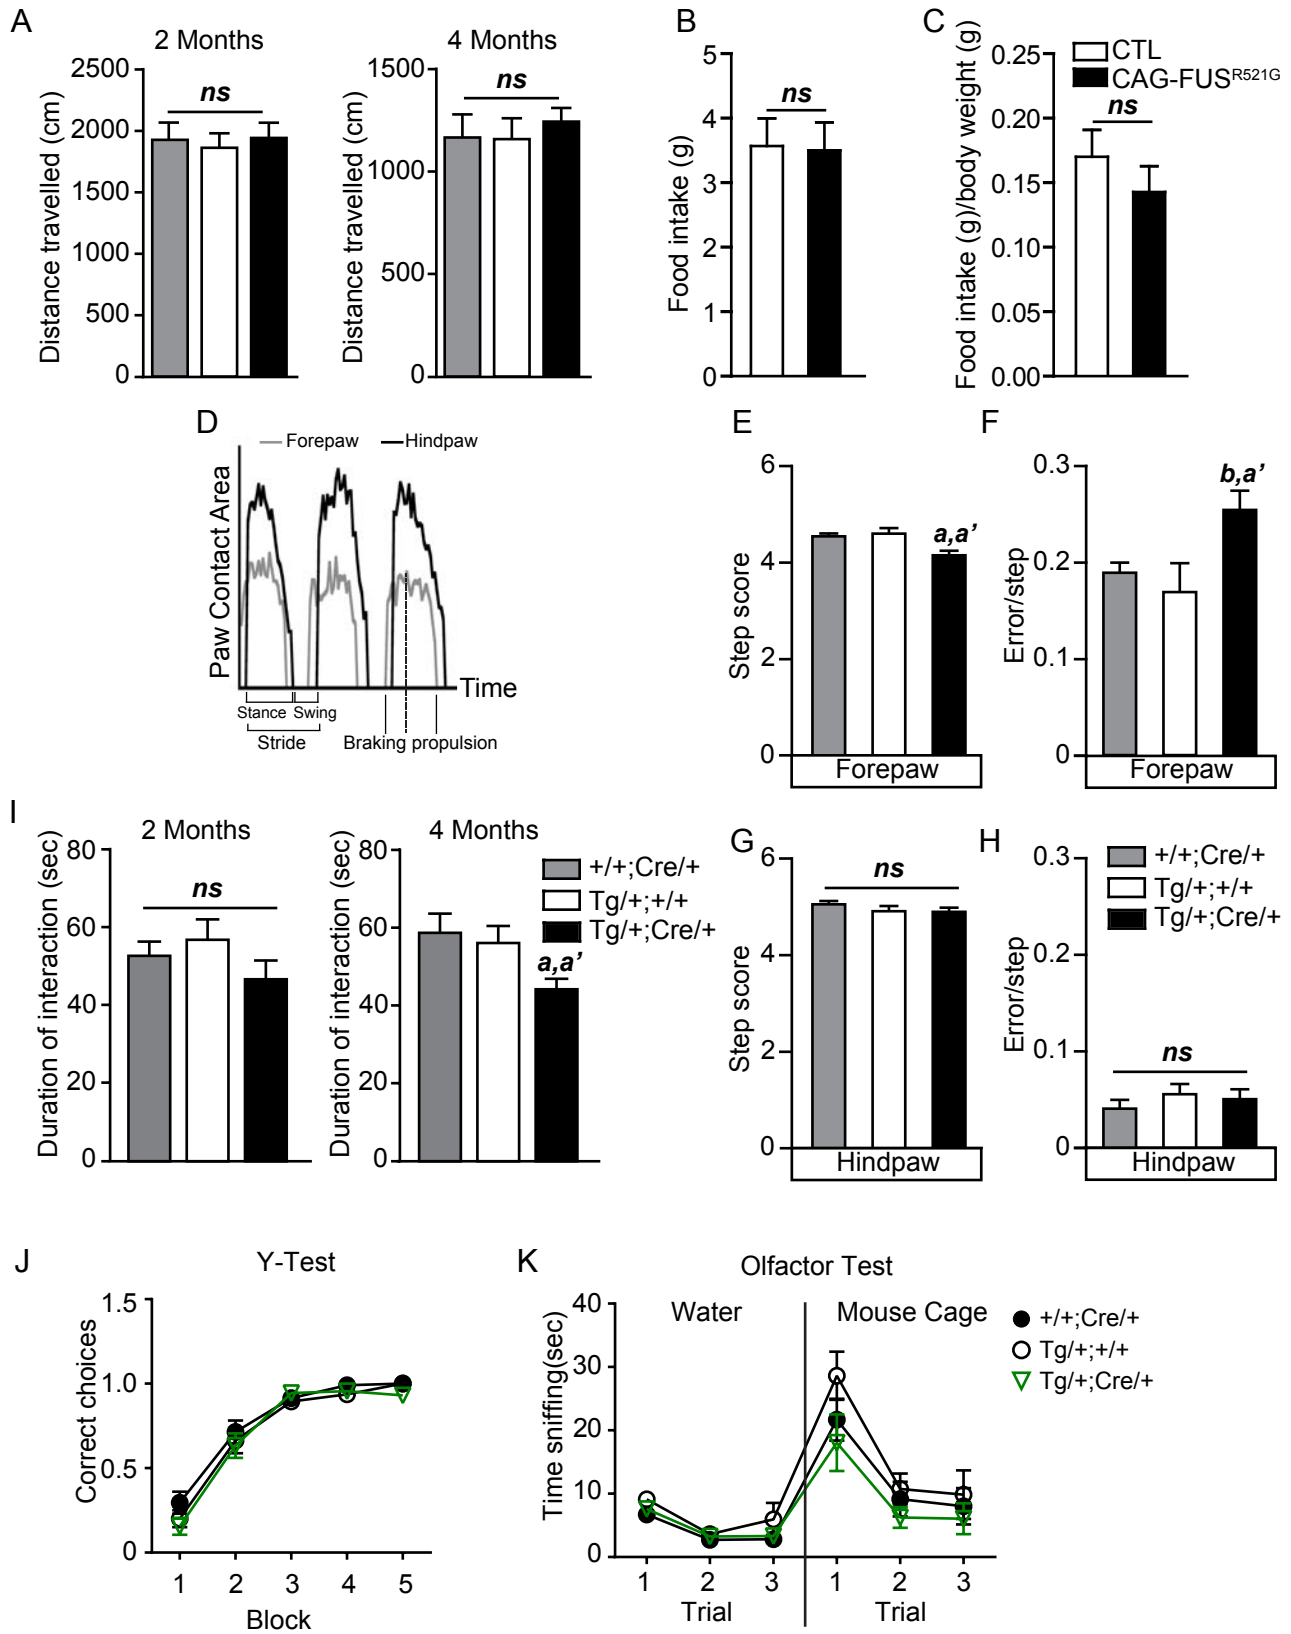 A
2 Months
Distance travelled (cm)
2500
2000
1500
1000
500
0
ns
4 Months
Distance travelled (cm)
1500
1000
500
0
ns
B
Food intake (g)
5
4
3
2
1
0
ns
C
Food intake (g)/body weight (g)
0.25
0.20
0.15
0.10
0.05
0.00
ns
CTL
CAG-FUSR521G
D
Forepaw
Hindpaw
Paw Contact Area
Time
Stance Swing
Stride
Braking propulsion
E
Step score
6
4
2
0
a,a’
Forepaw
F
Error/step
0.3
0.2
0.1
0
b,a’
Forepaw
I
2 Months
Duration of interaction (sec)
80
60
40
20
0
ns
4 Months
Duration of interaction (sec)
80
60
40
20
0
a,a’
+/+;Cre/+
Tg/+;+/+
Tg/+;Cre/+
G
Step score
6
4
2
0
ns
Hindpaw
H
Error/step
0.3
0.2
0.1
0
ns
+/+;Cre/+
Tg/+;+/+
Tg/+;Cre/+
Hindpaw
J
Y-Test
Correct choices
1.5
1.0
0.5
0
1 2 3 4 5
Block
K
Olfactor Test
Water
Mouse Cage
Time sniffing(sec)
40
30
20
10
0
1 2 3 1 2 3
Trial Trial
+/+;Cre/+
Tg/+;+/+
Tg/+;Cre/+